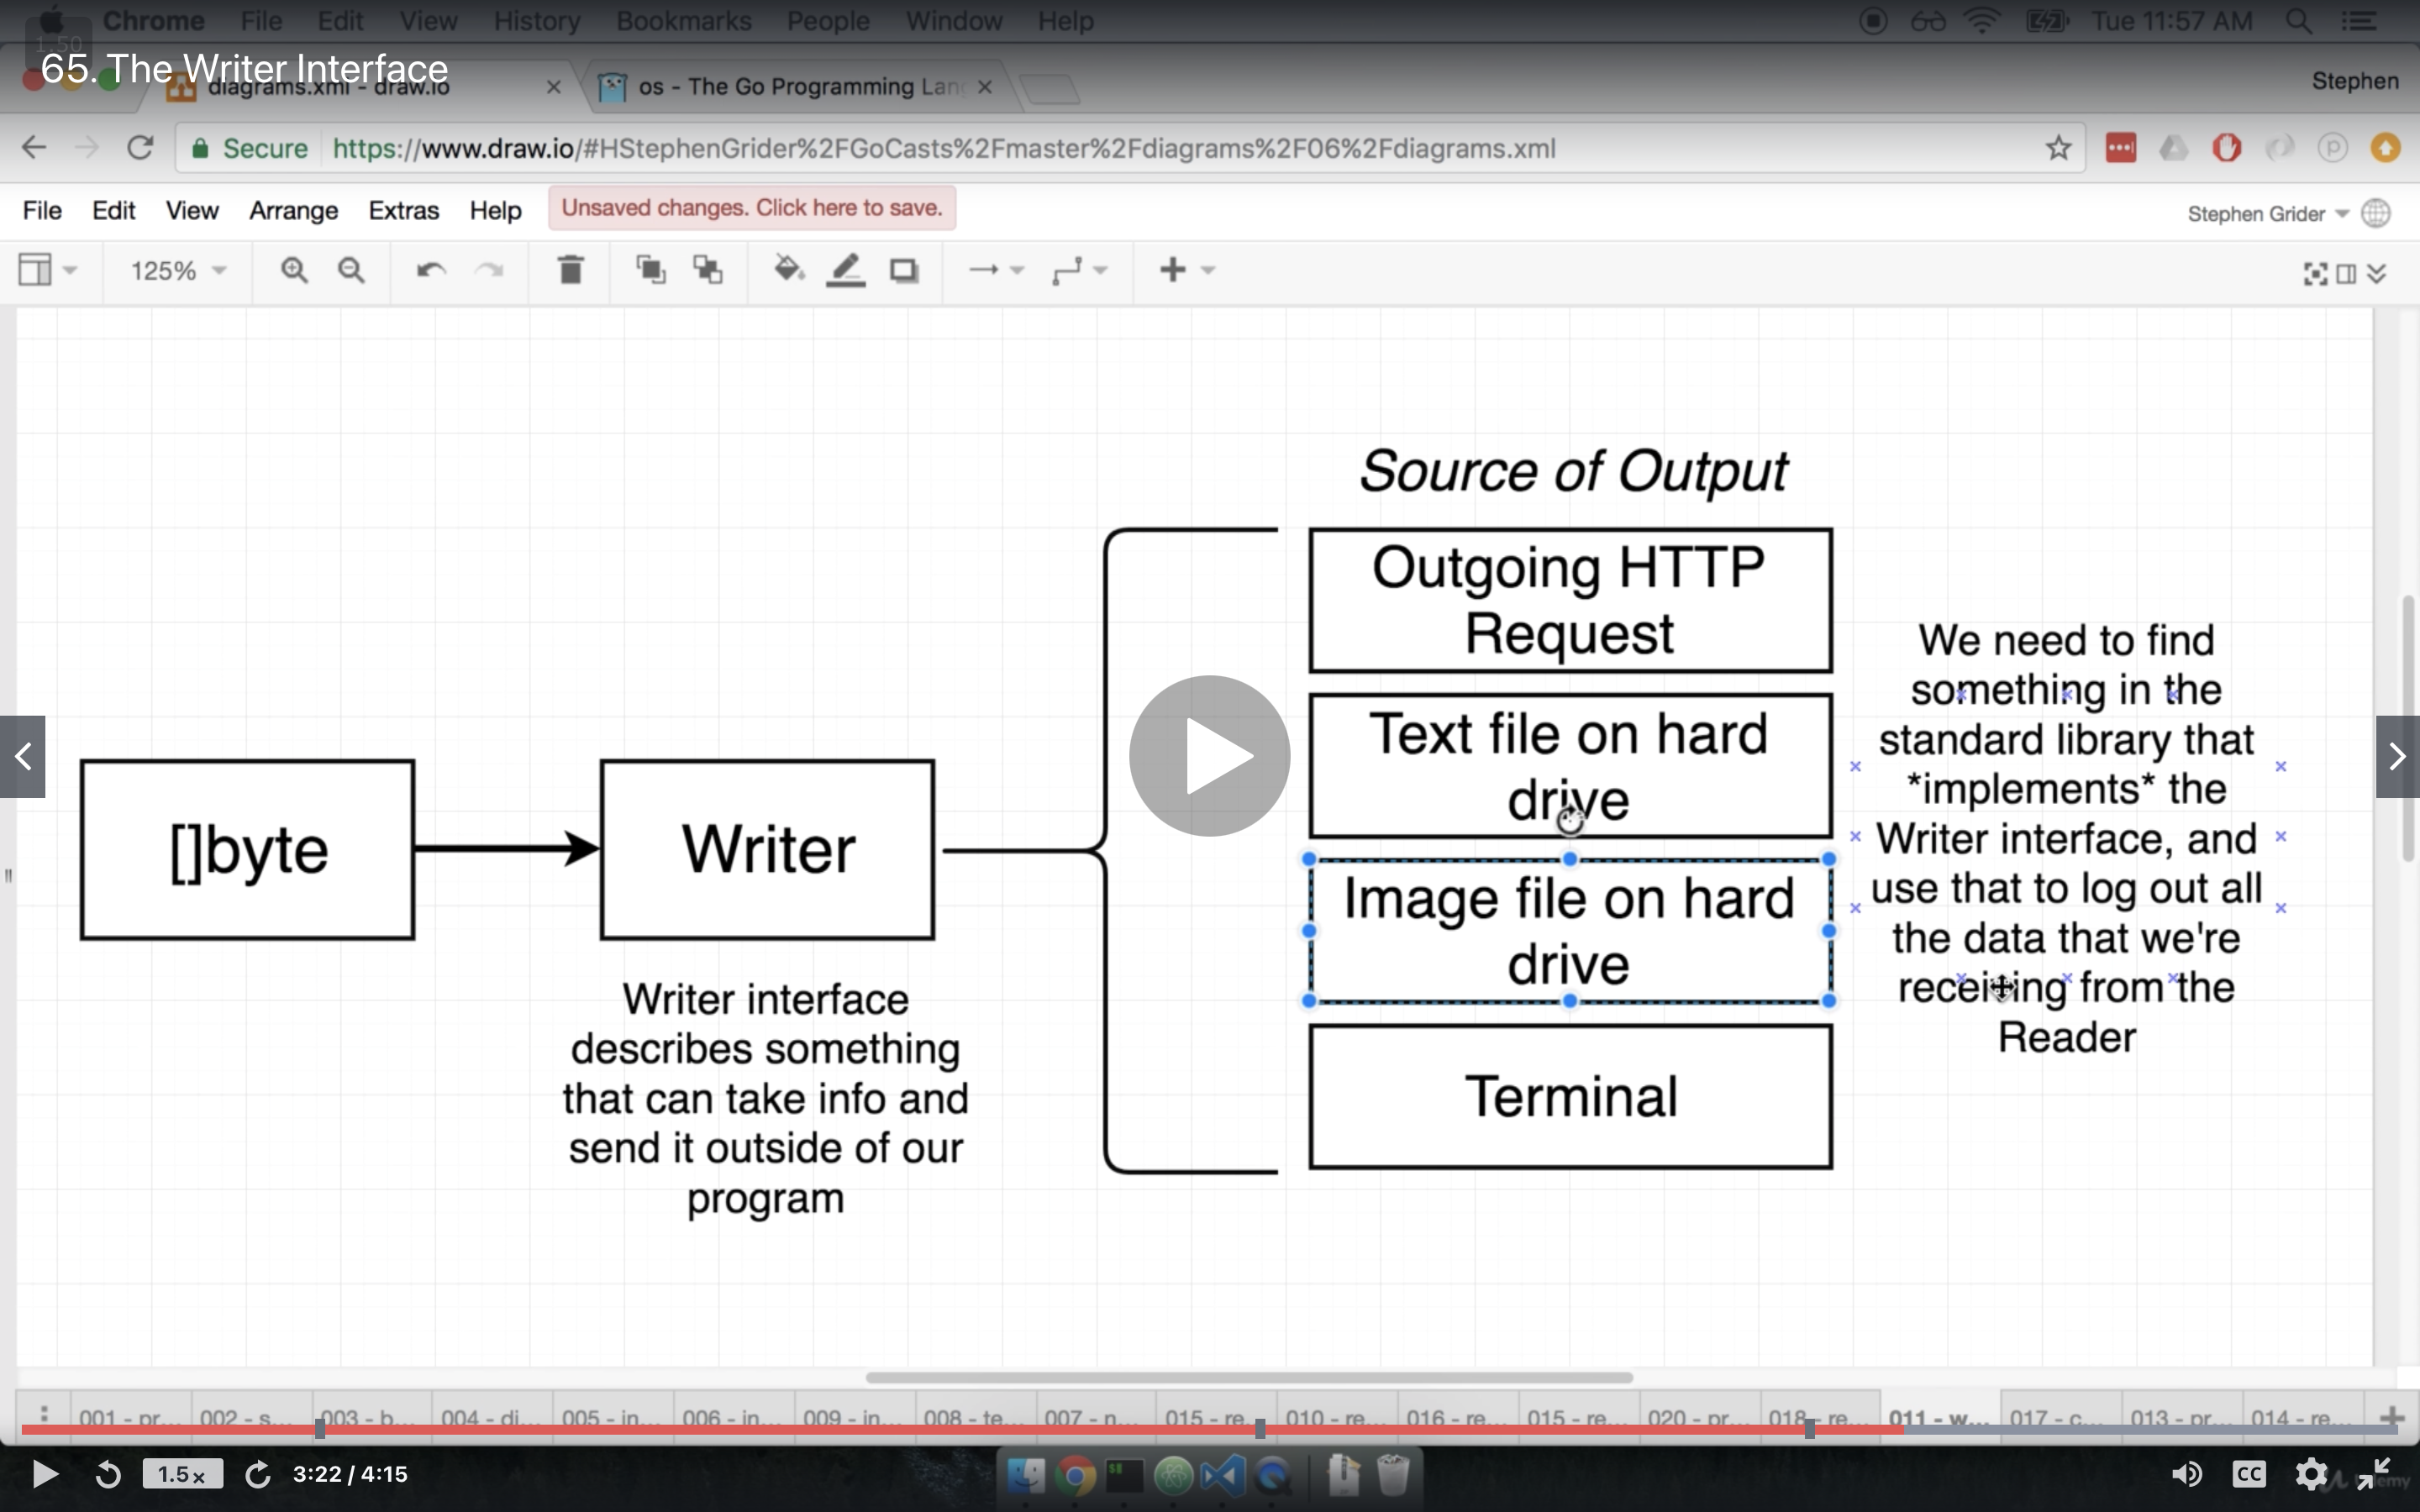 Chrome File Edit View History Bookmarks People Window Help Tue 11:57 AM
1.50
65. The Writer Interface
diagrams.xml - draw.io
os - The Go Programming Lang
Stephen
Secure https://www.draw.io/#HStephenGrider%2FGoCasts%2Fmaster%2Fdiagrams%2F06%2Fdiagrams.xml
File Edit View Arrange Extras Help Unsaved changes. Click here to save. Stephen Grider
125%
Source of Output
Outgoing HTTP
Request
Text file on hard
drive
Image file on hard
drive
Terminal
[]byte
Writer
Writer interface
describes something
that can take info and
send it outside of our
program
We need to find
something in the
standard library that
*implements* the
Writer interface, and
use that to log out all
the data that we're
receiving from the
Reader
001 - pr... 002 - s... 003 - b... 004 - di... 005 - in... 006 - in... 009 - in... 008 - te... 007 - n... 015 - re... 010 - re... 016 - re... 015 - re... 020 - pr... 018 - re... 011 - w... 017 - c... 013 - pr... 014 - re...
1.5x 3:22 / 4:15 CC